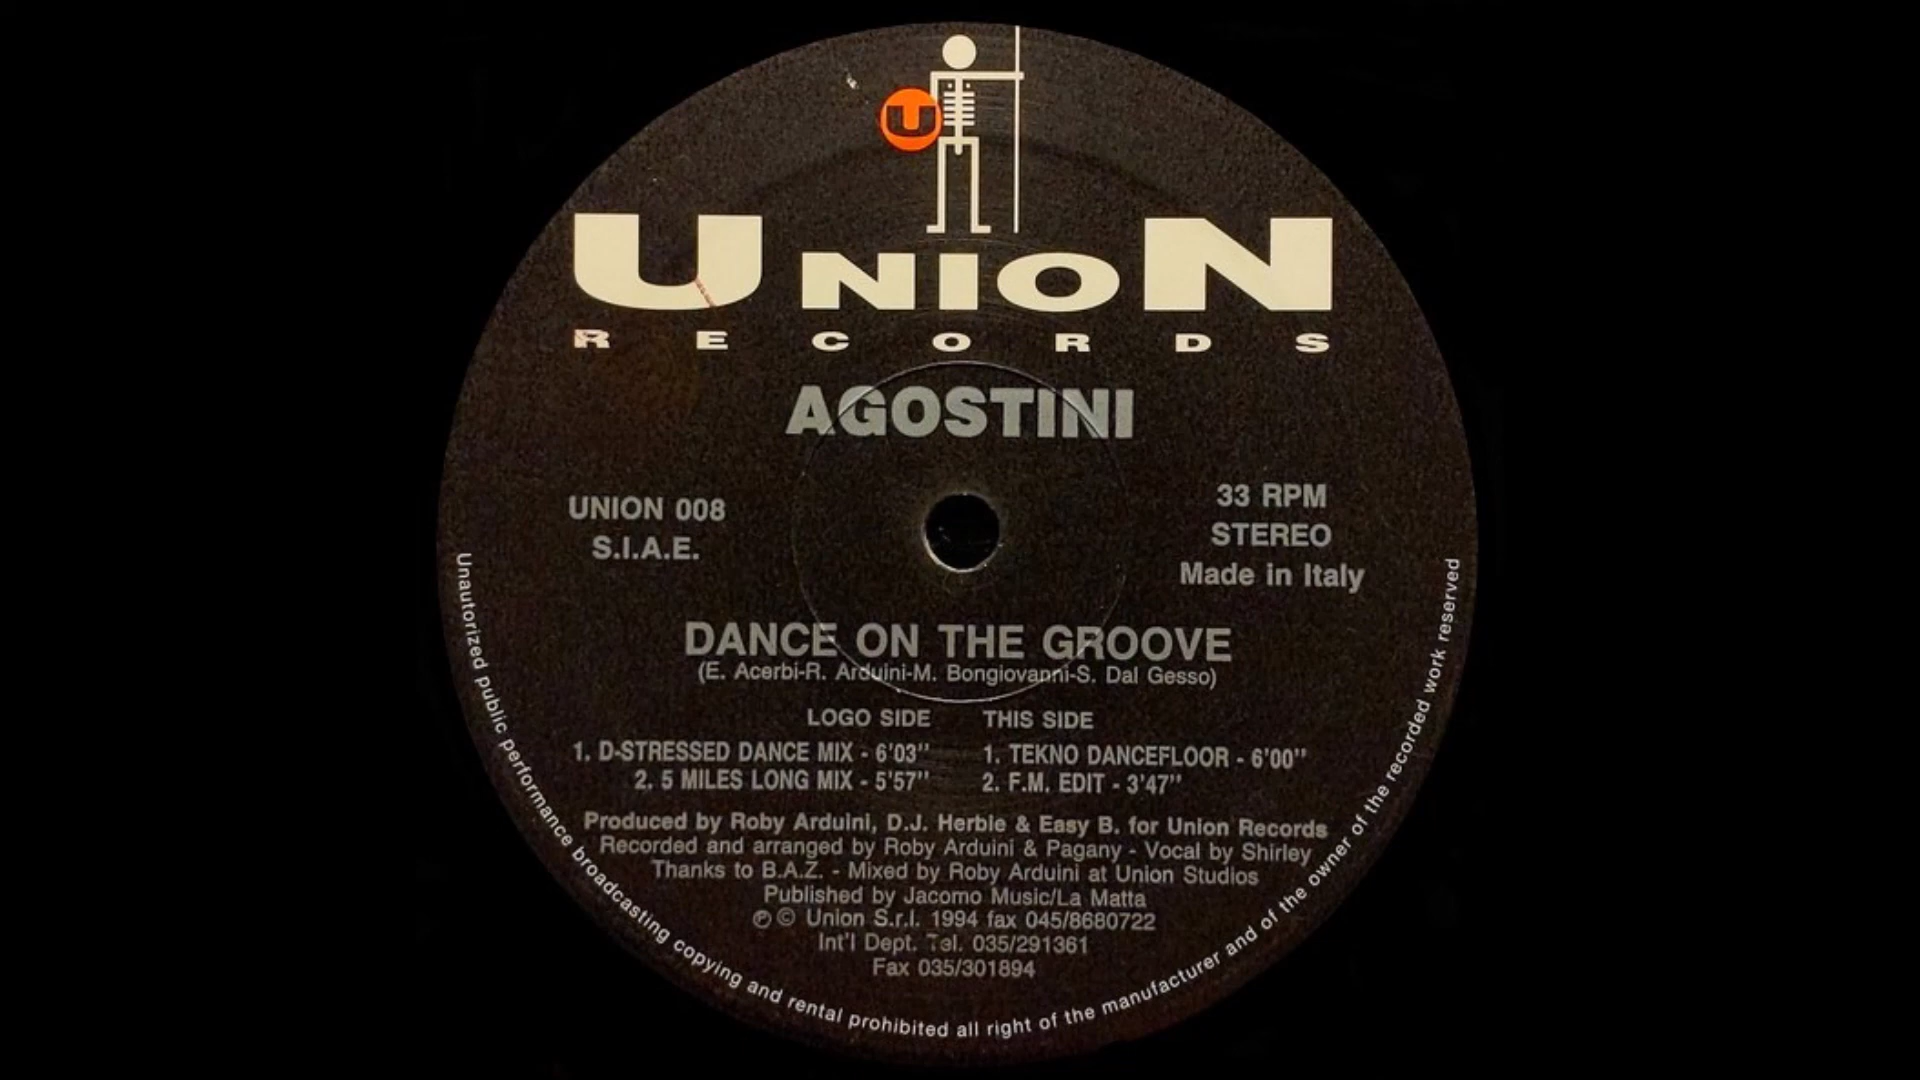 U
UNION
RECORDS
AGOSTINI
UNION 008
S.I.A.E.
33 RPM
STEREO
Made in Italy
DANCE ON THE GROOVE
(E. Acerbi-R. Arduini-M. Bongiovanni-S. Dal Gesso)
LOGO SIDE
1. D-STRESSED DANCE MIX - 6'03"
2. 5 MILES LONG MIX - 5'57"
THIS SIDE
1. TEKNO DANCEFLOOR - 6'00"
2. F.M. EDIT - 3'47"
Produced by Roby Arduini, D.J. Herbie & Easy B. for Union Records
Recorded and arranged by Roby Arduini & Pagany - Vocal by Shirley
Thanks to B.A.Z. - Mixed by Roby Arduini at Union Studios
Published by Jacomo Music/La Matta
℗ © Union S.r.l. 1994 fax 045/8680722
Int'l Dept. Tel. 035/291361
Fax 035/301894
Unautorized public performance broadcasting copying and rental prohibited all right of the manufacturer and of the owner of the recorded work reserved